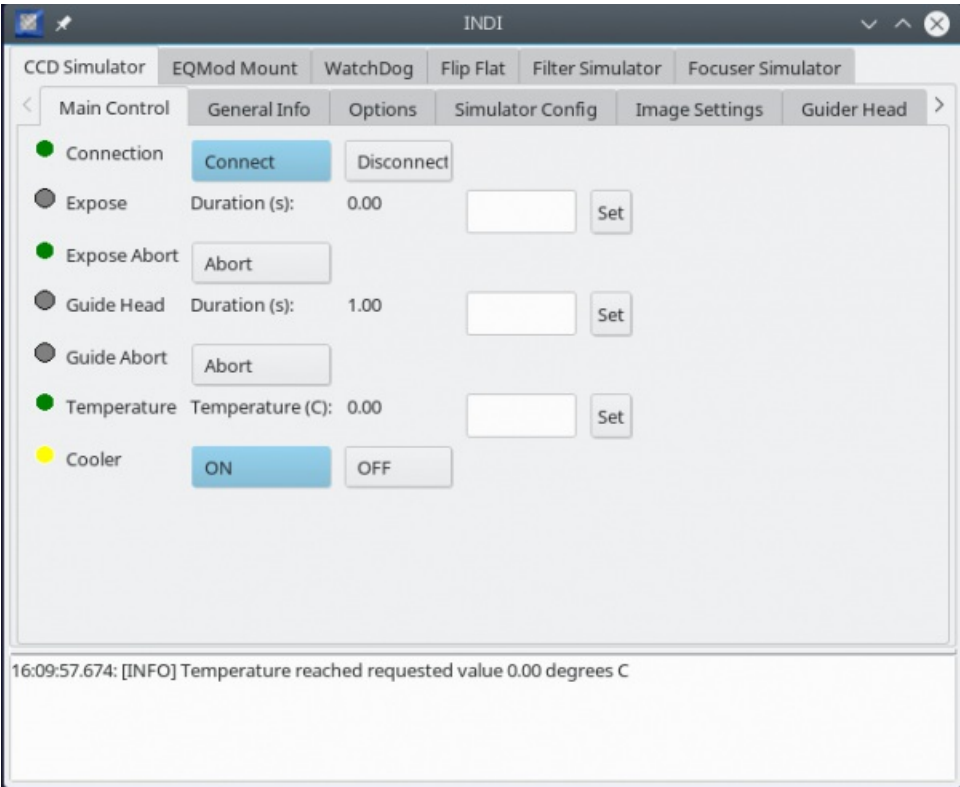 INDI
CCD Simulator EQMod Mount WatchDog Flip Flat Filter Simulator Focuser Simulator
Main Control General Info Options Simulator Config Image Settings Guider Head
Connection Connect Disconnect
Expose Duration (s): 0.00 Set
Expose Abort Abort
Guide Head Duration (s): 1.00 Set
Guide Abort Abort
Temperature Temperature (C): 0.00 Set
Cooler ON OFF
16:09:57.674: [INFO] Temperature reached requested value 0.00 degrees C